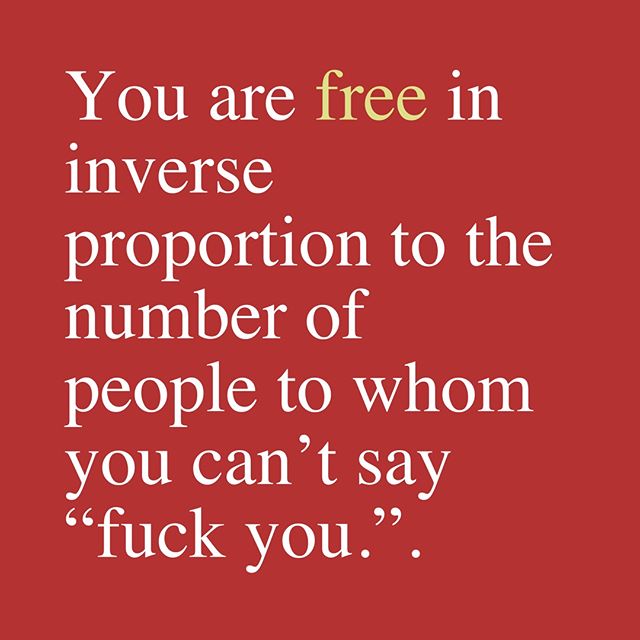 You are free in
inverse
proportion to the
number of
people to whom
you can’t say
“fuck you.”.